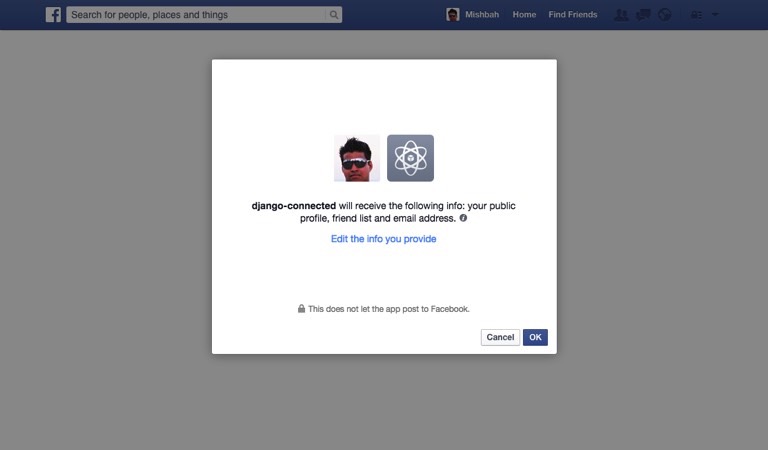 Search for people, places and things
Mishbah Home Find Friends
django-connected will receive the following info: your public
profile, friend list and email address.
Edit the info you provide
This does not let the app post to Facebook.
Cancel OK